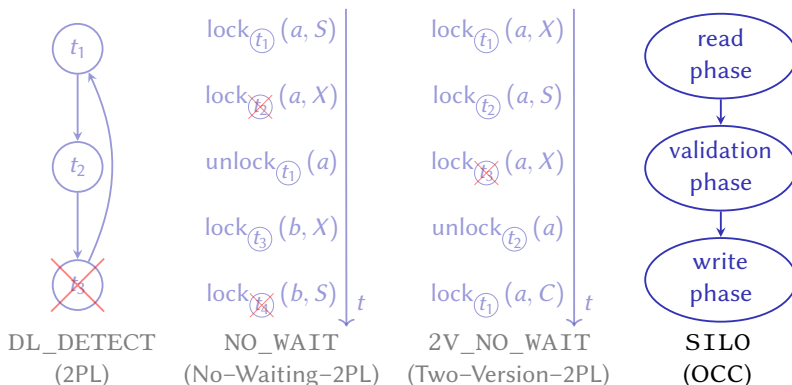 t1
t2
t3
DL_DETECT
(2PL)
lock t1 (a, S)
lock t2 (a, X)
unlock t1 (a)
lock t3 (b, X)
lock t4 (b, S)
t
NO_WAIT
(No–Waiting–2PL)
lock t1 (a, X)
lock t2 (a, S)
lock t3 (a, X)
unlock t2 (a)
lock t1 (a, C)
t
2V_NO_WAIT
(Two–Version–2PL)
read
phase
validation
phase
write
phase
SILO
(OCC)